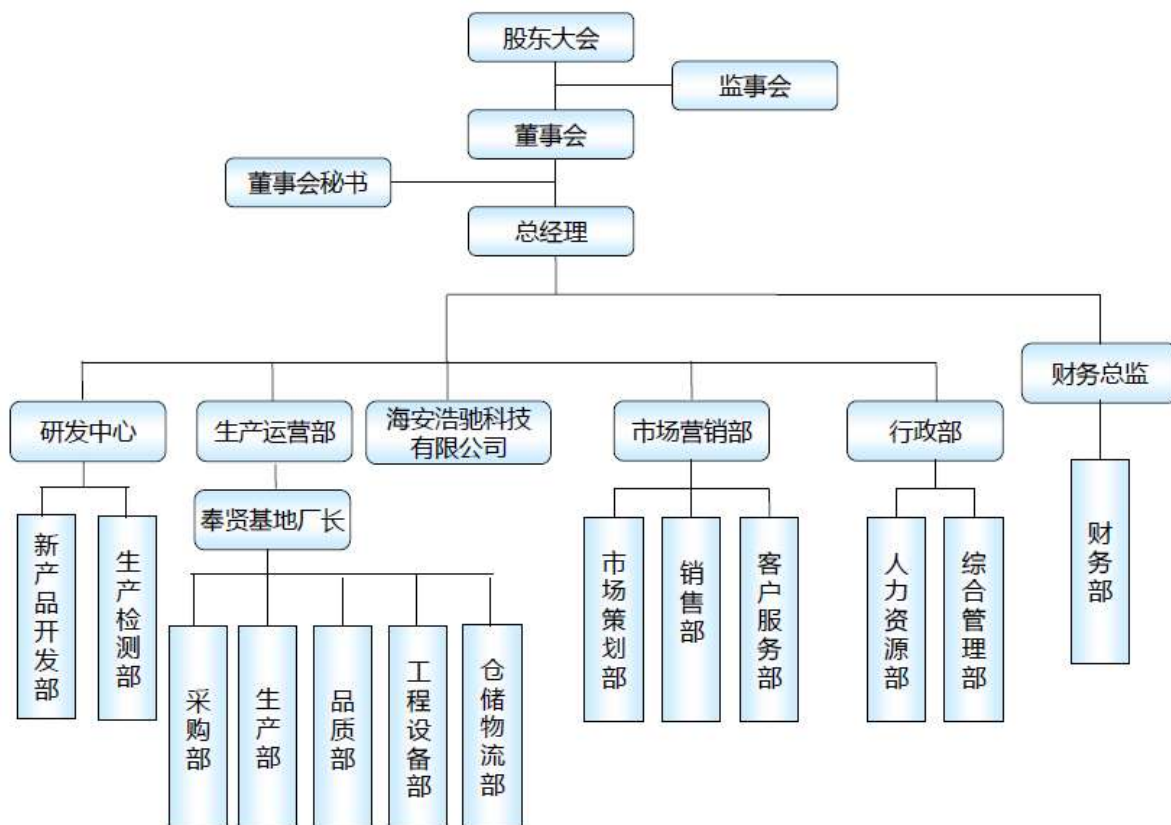 股东大会
监事会
董事会
董事会秘书
总经理
财务总监
研发中心
生产运营部
海安浩驰科技
有限公司
市场营销部
行政部
奉贤基地厂长
新产品开发部
生产检测部
采购部
生产部
品质部
工程设备部
仓储物流部
市场策划部
销售部
客户服务部
人力资源部
综合管理部
财务部